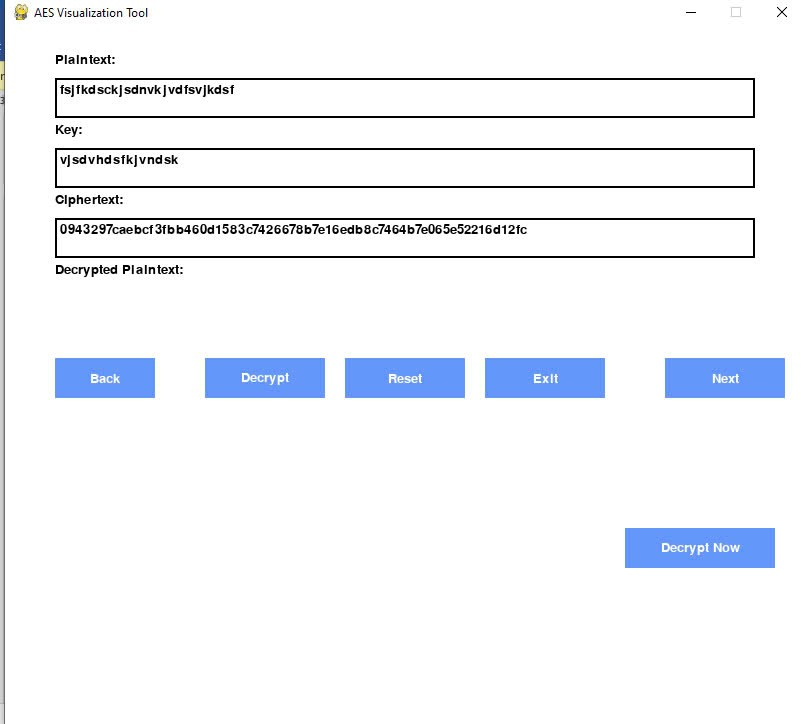 AES Visualization Tool
Plaintext:
fsjfkdsckjsdnvkjvdfsvjkdsf
Key:
vjsdvhdsfkjvndsk
Ciphertext:
0943297caebcf3fbb460d1583c7426678b7e16edb8c7464b7e065e52216d12fc
Decrypted Plaintext:
Back Decrypt Reset Exit Next
Decrypt Now